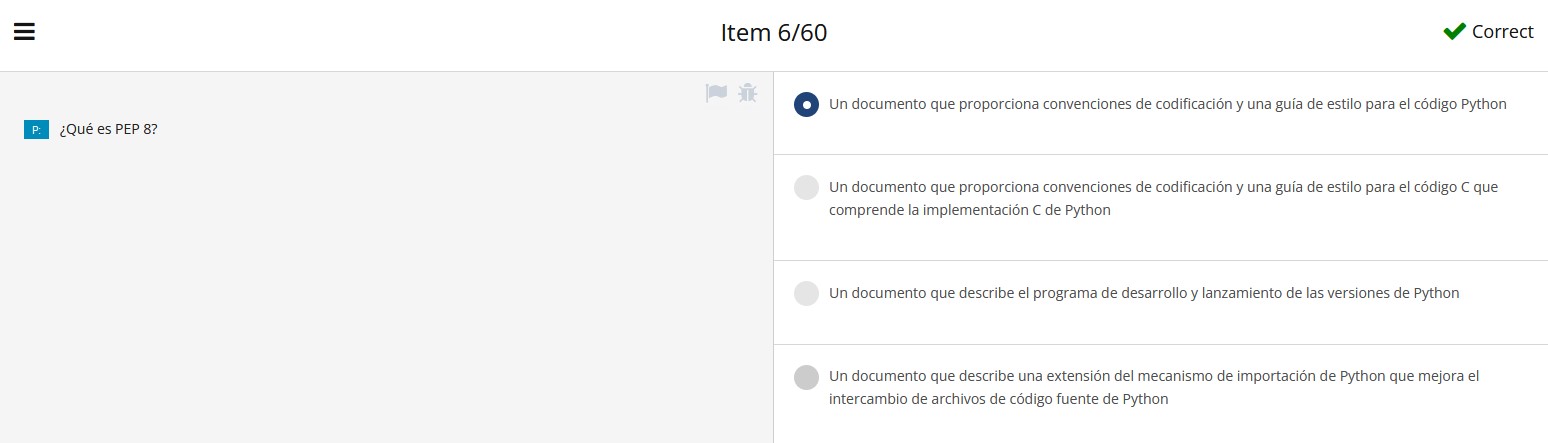 Item 6/60
Correct
P:
¿Qué es PEP 8?
Un documento que proporciona convenciones de codificación y una guía de estilo para el código Python
Un documento que proporciona convenciones de codificación y una guía de estilo para el código C que
comprende la implementación C de Python
Un documento que describe el programa de desarrollo y lanzamiento de las versiones de Python
Un documento que describe una extensión del mecanismo de importación de Python que mejora el
intercambio de archivos de código fuente de Python